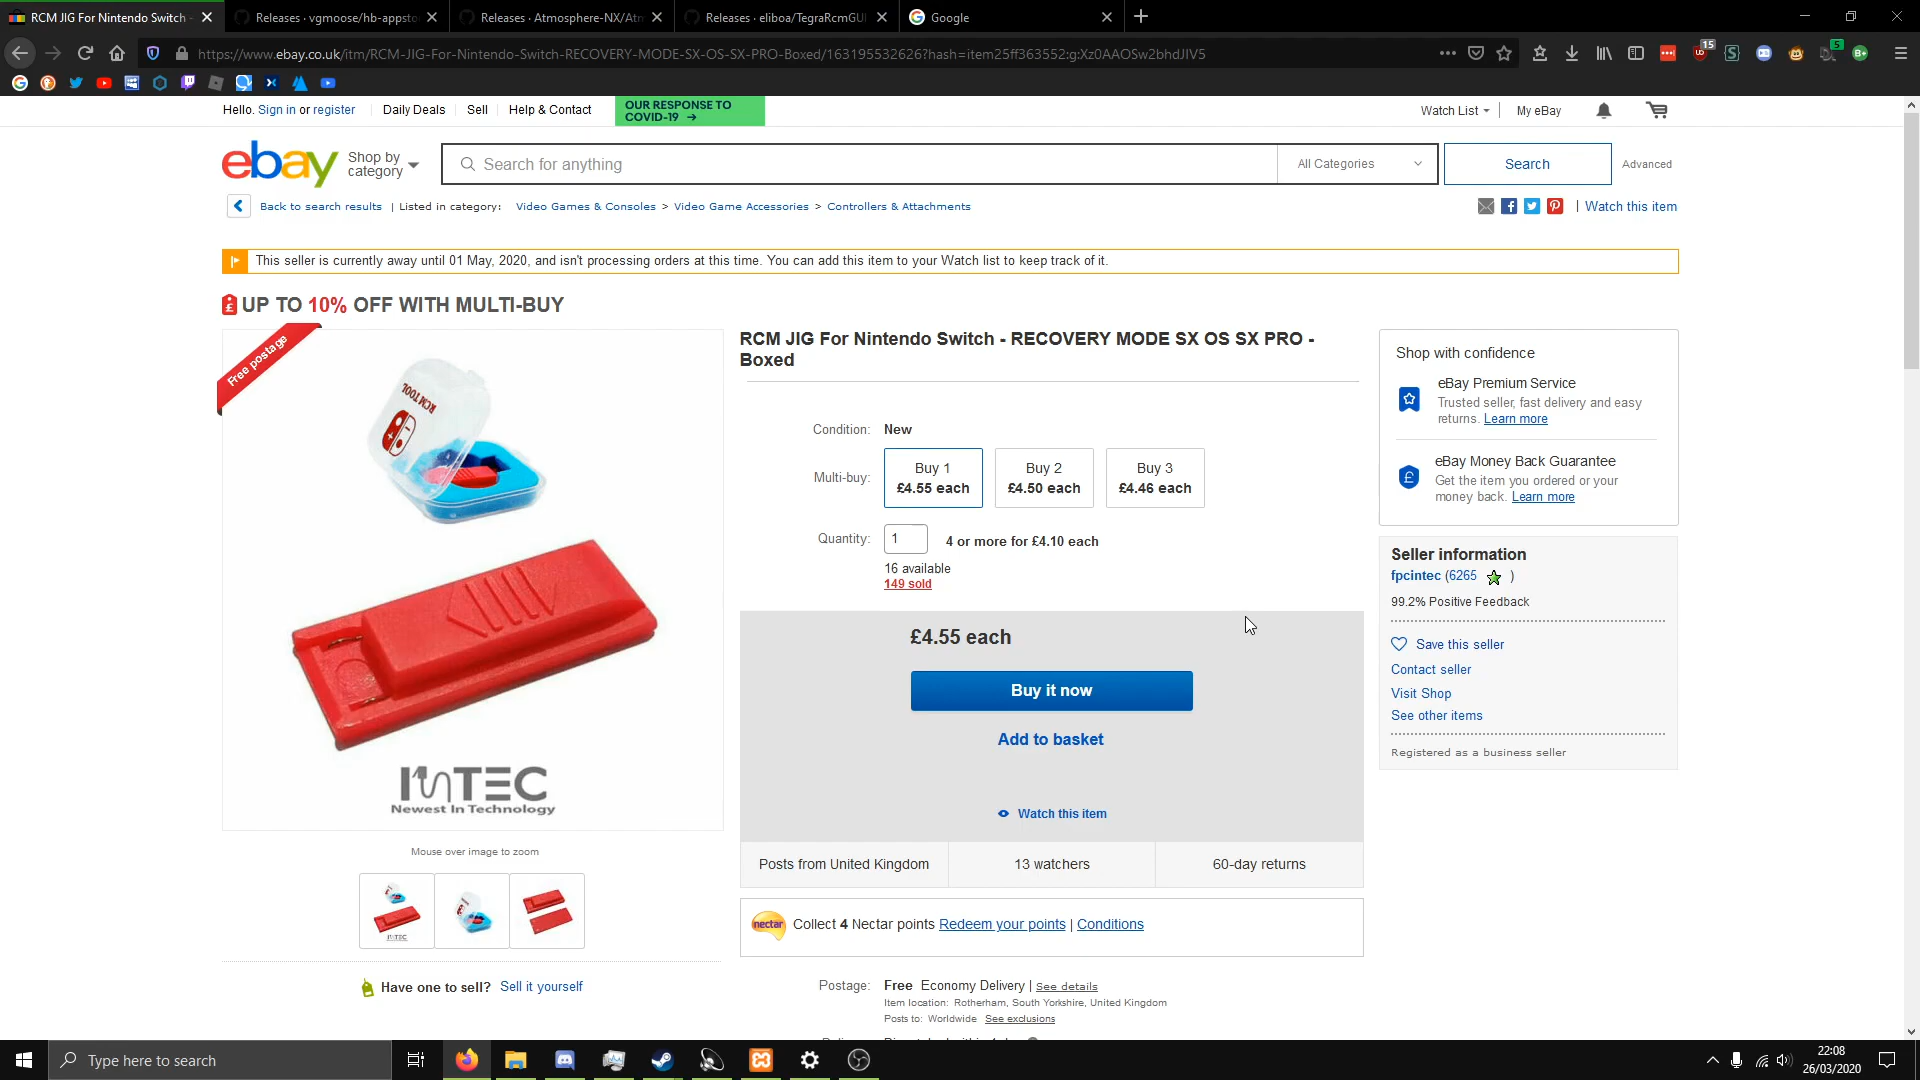 RCM JIG For Nintendo Switch
Releases · vgmoose/hb-appsto
Releases · Atmosphere-NX/Atm
Releases · eliboa/TegraRcmGUI
Google
https://www.ebay.co.uk/itm/RCM-JIG-For-Nintendo-Switch-RECOVERY-MODE-SX-OS-SX-PRO-Boxed/163195532626?hash=item25ff363552:g:Xz0AAOSw2bhdJIV5
15
5
Hello. Sign in or register
Daily Deals
Sell
Help & Contact
OUR RESPONSE TO
COVID-19 →
Watch List
My eBay
ebay
Shop by
category
Search for anything
All Categories
Search
Advanced
Back to search results | Listed in category: Video Games & Consoles > Video Game Accessories > Controllers & Attachments
| Watch this item
This seller is currently away until 01 May, 2020, and isn't processing orders at this time. You can add this item to your Watch list to keep track of it.
£ UP TO 10% OFF WITH MULTI-BUY
Free postage
RCM TOOL
INTEC
Newest In Technology
Mouse over image to zoom
Have one to sell? Sell it yourself
RCM JIG For Nintendo Switch - RECOVERY MODE SX OS SX PRO -
Boxed
Condition: New
Multi-buy:
Buy 1
£4.55 each
Buy 2
£4.50 each
Buy 3
£4.46 each
Quantity: 1
4 or more for £4.10 each
16 available
149 sold
£4.55 each
Buy it now
Add to basket
Watch this item
Posts from United Kingdom
13 watchers
60-day returns
nectar
Collect 4 Nectar points Redeem your points | Conditions
Postage: Free Economy Delivery | See details
Item location: Rotherham, South Yorkshire, United Kingdom
Posts to: Worldwide See exclusions
Shop with confidence
eBay Premium Service
Trusted seller, fast delivery and easy
returns. Learn more
eBay Money Back Guarantee
Get the item you ordered or your
money back. Learn more
Seller information
fpcintec (6265 )
99.2% Positive Feedback
Save this seller
Contact seller
Visit Shop
See other items
Registered as a business seller
Type here to search
22:08
26/03/2020